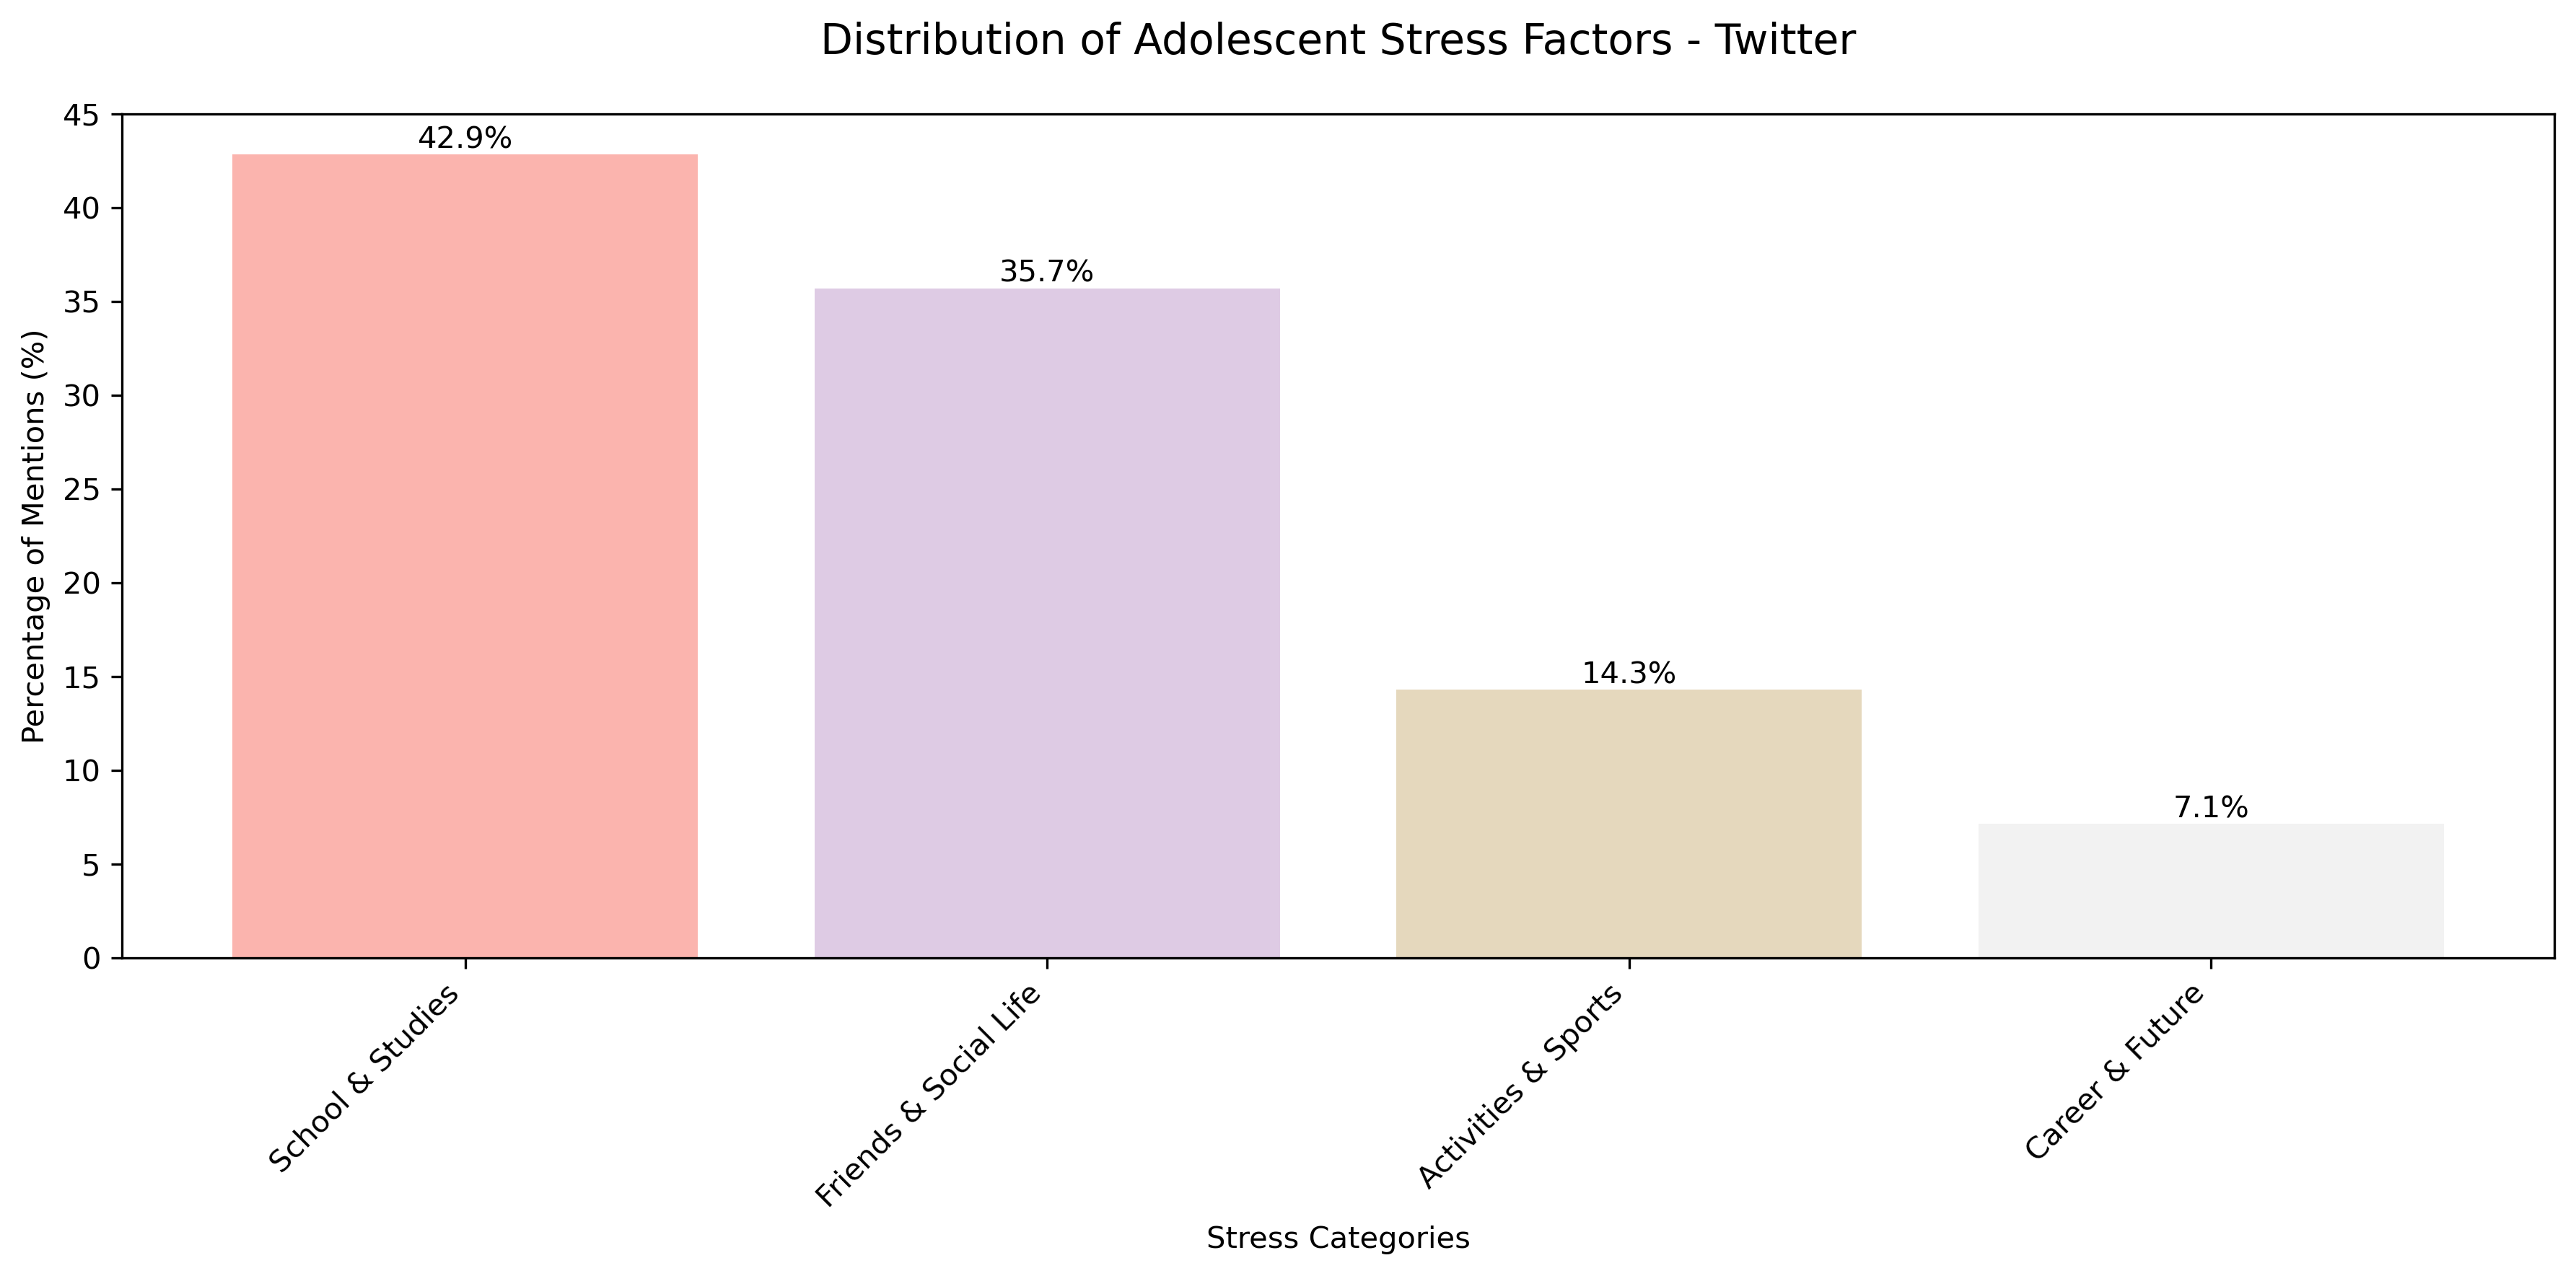 Distribution of Adolescent Stress Factors - Twitter
Percentage of Mentions (%)
45
40
35
30
25
20
15
10
5
0
42.9%
35.7%
14.3%
7.1%
School & Studies
Friends & Social Life
Activities & Sports
Career & Future
Stress Categories